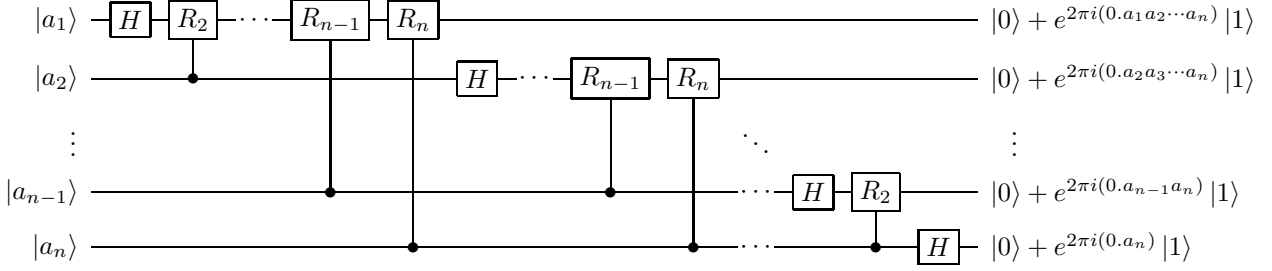 |a₁⟩ H R₂ ··· Rₙ₋₁ Rₙ |0⟩ + e^{2πi(0.a₁a₂···aₙ)} |1⟩
|a₂⟩ H ··· Rₙ₋₁ Rₙ |0⟩ + e^{2πi(0.a₂a₃···aₙ)} |1⟩
⋮ ⋱ ⋮
|aₙ₋₁⟩ ··· H R₂ |0⟩ + e^{2πi(0.aₙ₋₁aₙ)} |1⟩
|aₙ⟩ ··· H |0⟩ + e^{2πi(0.aₙ)} |1⟩